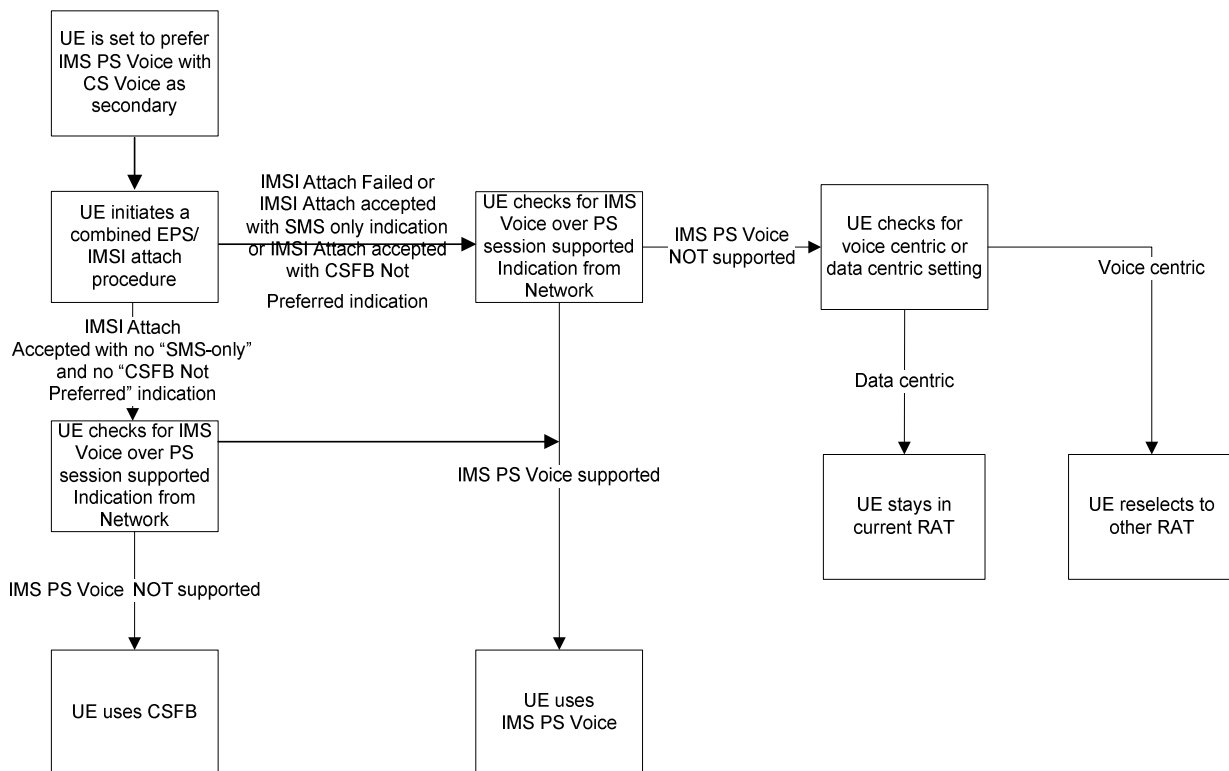 UE is set to prefer
IMS PS Voice with
CS Voice as
secondary
UE initiates a
combined EPS/
IMSI attach
procedure
IMSI Attach Failed or
IMSI Attach accepted
with SMS only indication
or IMSI Attach accepted
with CSFB Not
Preferred indication
UE checks for IMS
Voice over PS
session supported
Indication from
Network
IMS PS Voice
NOT supported
UE checks for
voice centric or
data centric setting
Voice centric
Data centric
IMSI Attach
Accepted with no “SMS-only”
and no “CSFB Not
Preferred” indication
UE checks for IMS
Voice over PS
session supported
Indication from
Network
IMS PS Voice supported
UE stays in
current RAT
UE reselects to
other RAT
IMS PS Voice NOT supported
UE uses CSFB
UE uses
IMS PS Voice